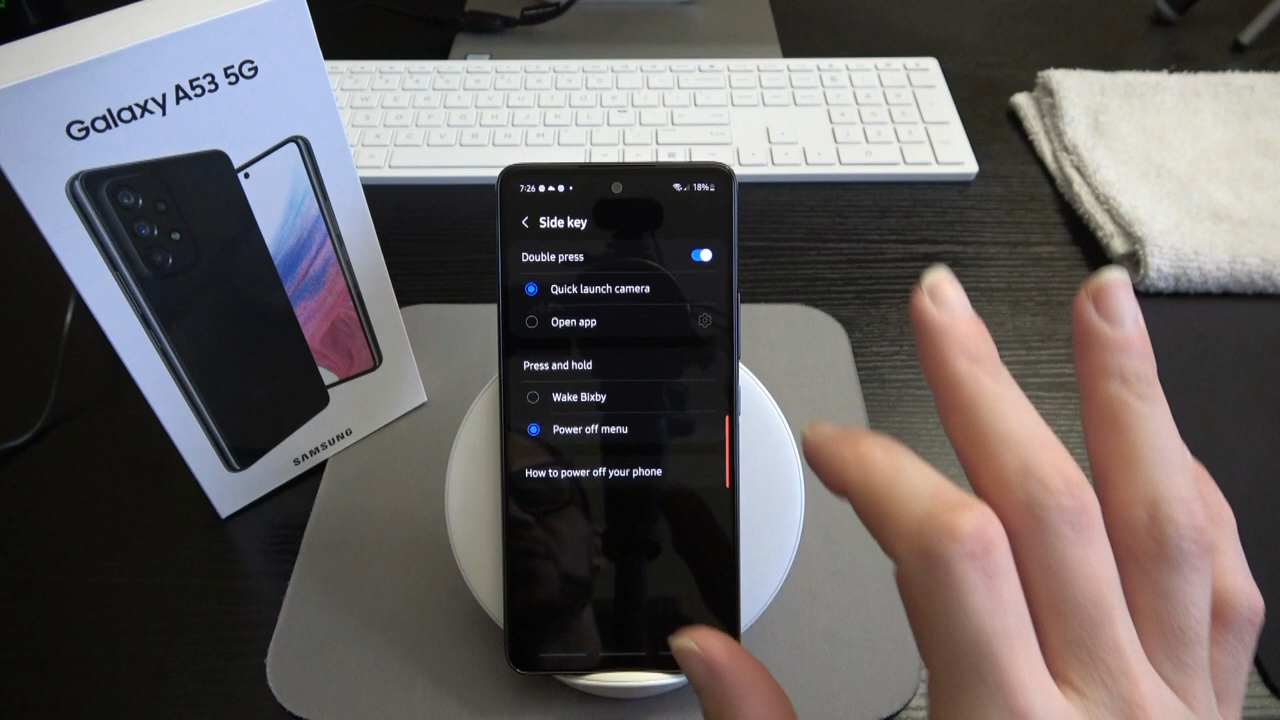 Galaxy A53 5G
SAMSUNG
7:26
18%
Side key
Double press
Quick launch camera
Open app
Press and hold
Wake Bixby
Power off menu
How to power off your phone